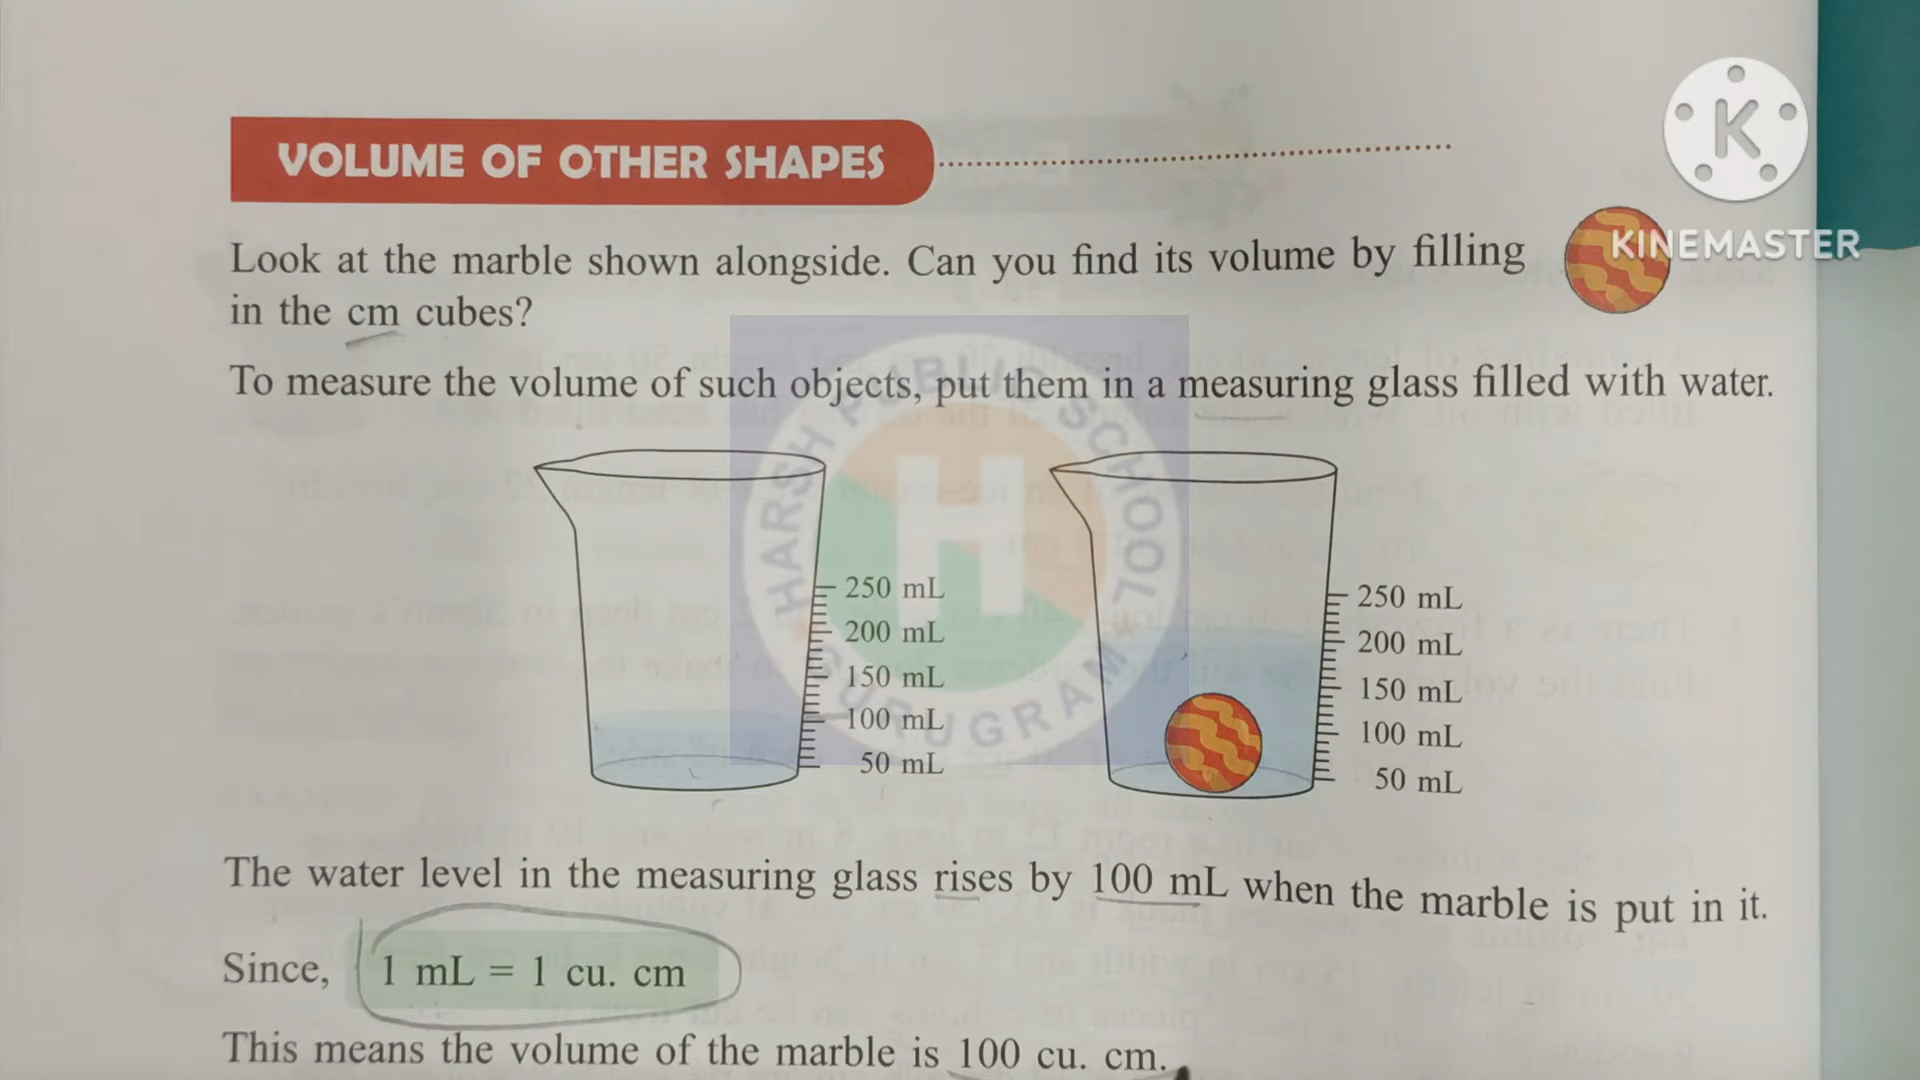 VOLUME OF OTHER SHAPES
K
KINEMASTER
Look at the marble shown alongside. Can you find its volume by filling
in the cm cubes?
To measure the volume of such objects, put them in a measuring glass filled with water.
HARSH PUBLIC SCHOOL
H
GURUGRAM
250 mL
200 mL
150 mL
100 mL
50 mL
250 mL
200 mL
150 mL
100 mL
50 mL
The water level in the measuring glass rises by 100 mL when the marble is put in it.
Since, 1 mL = 1 cu. cm
This means the volume of the marble is 100 cu. cm.